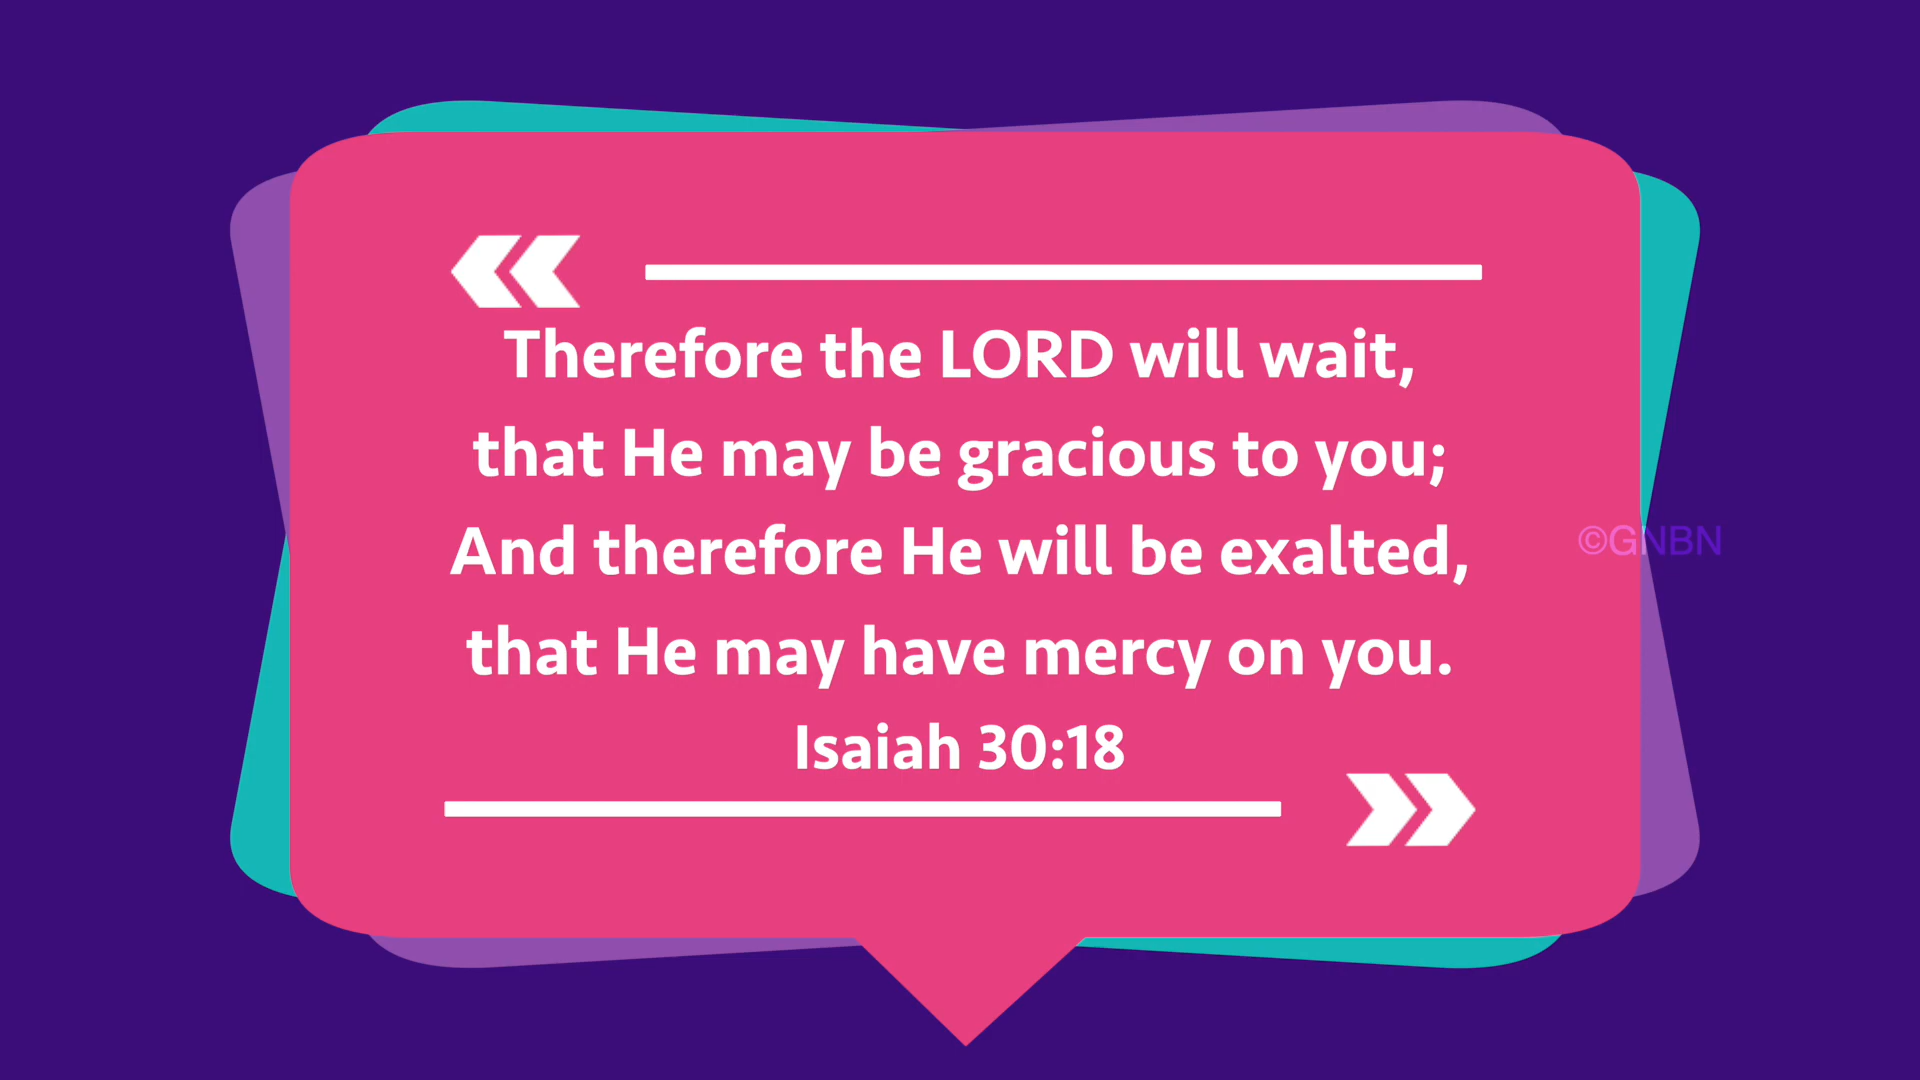 Therefore the LORD will wait,
that He may be gracious to you;
And therefore He will be exalted,
that He may have mercy on you.
Isaiah 30:18
©GNBN